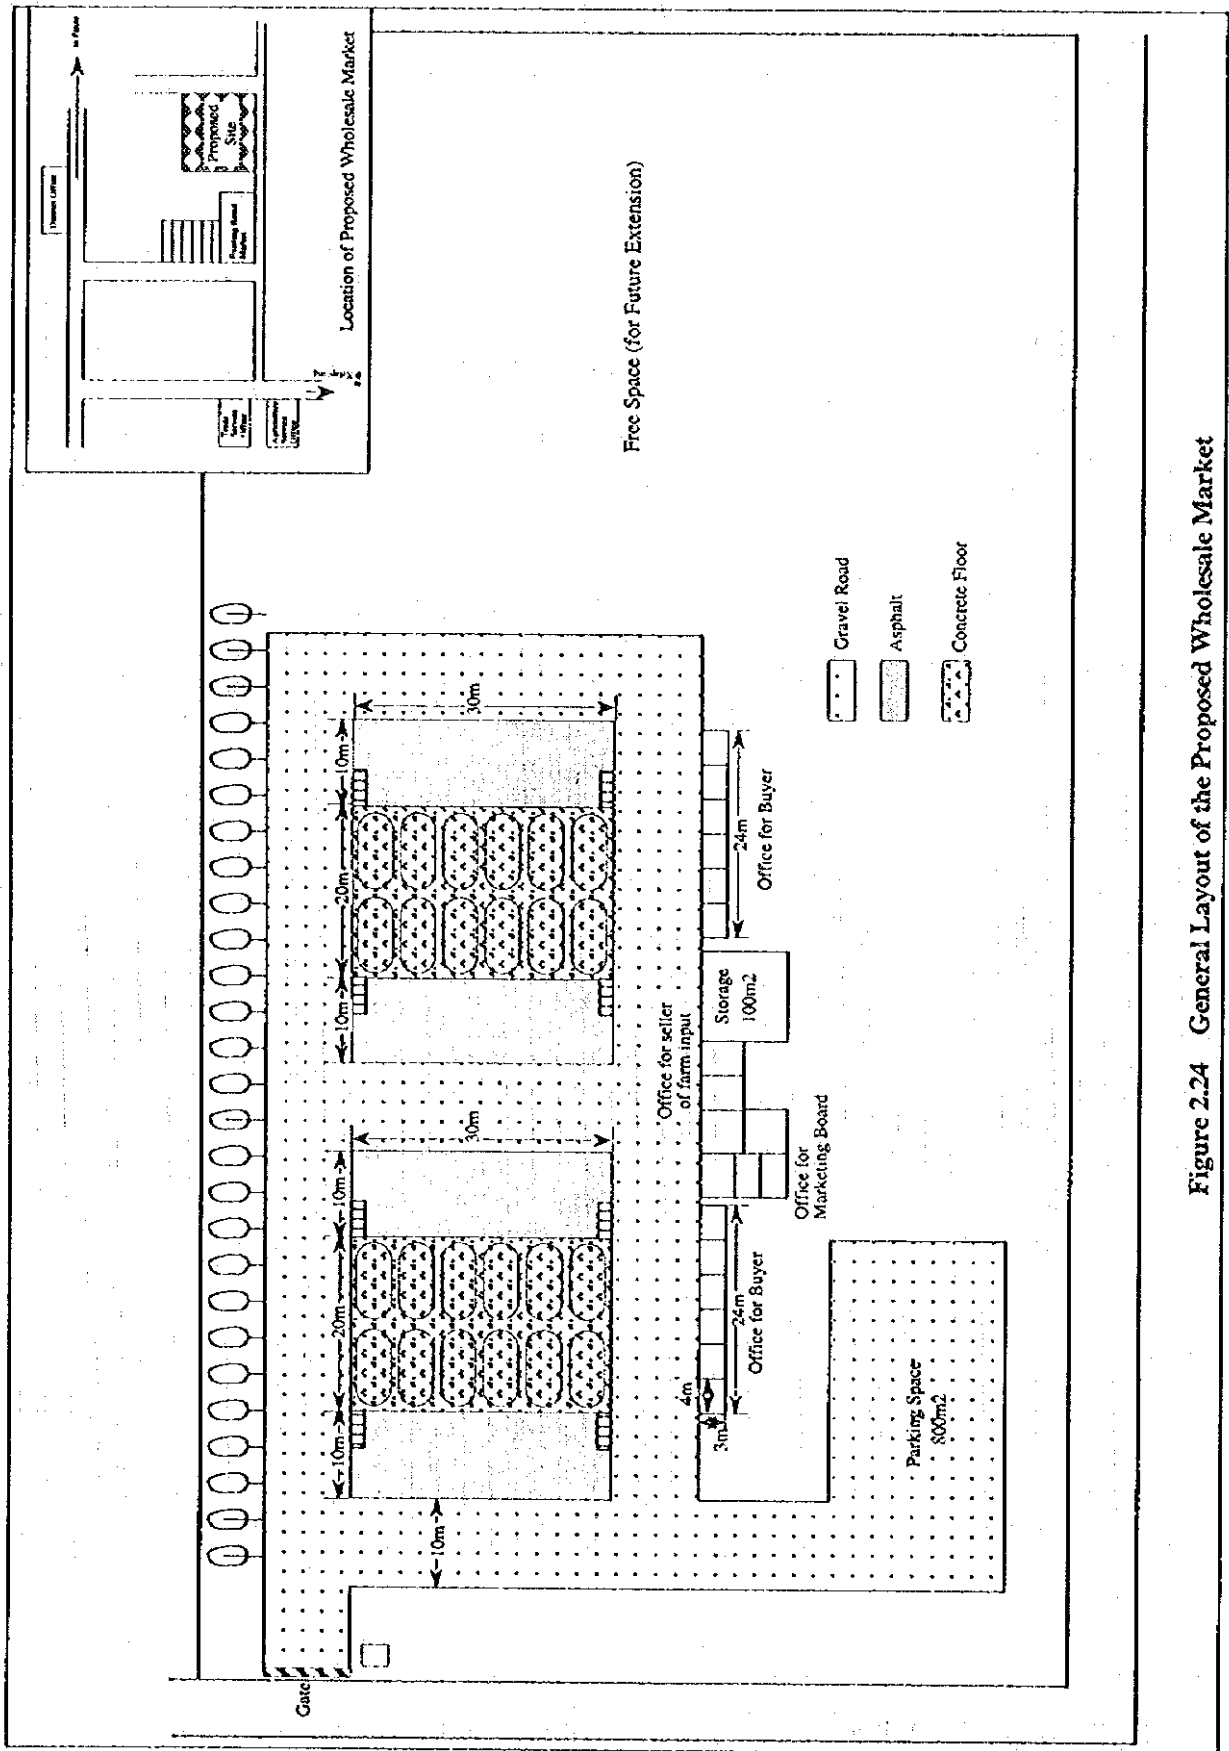 District Office
Proposed
Site
Location of Proposed Wholesale Market
Free Space (for Future Extension)
10m
20m
10m
10m
20m
10m
30m
30m
10m
Gate
Office for seller
of farm input
Storage
100m2
Office for
Marketing Board
4m
3m
24m
Office for Buyer
24m
Office for Buyer
Parking Space
800m2
Gravel Road
Asphalt
Concrete Floor
Figure 2.24 General Layout of the Proposed Wholesale Market